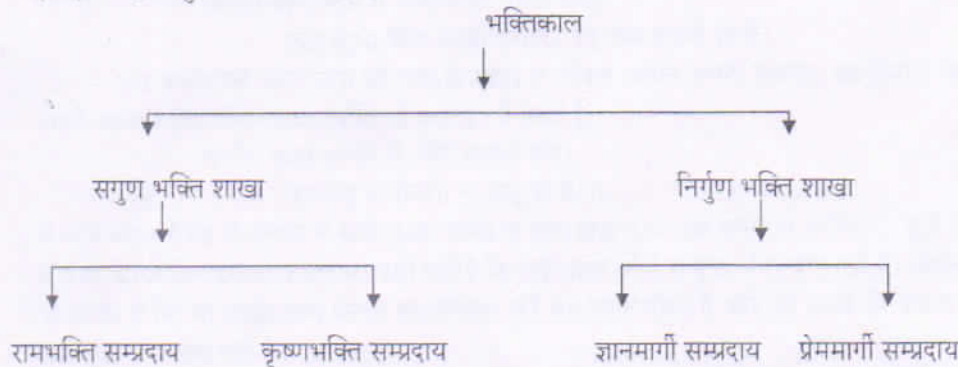 भक्तिकाल
सगुण भक्ति शाखा निर्गुण भक्ति शाखा
रामभक्ति सम्प्रदाय कृष्णभक्ति सम्प्रदाय ज्ञानमार्गी सम्प्रदाय प्रेममार्गी सम्प्रदाय